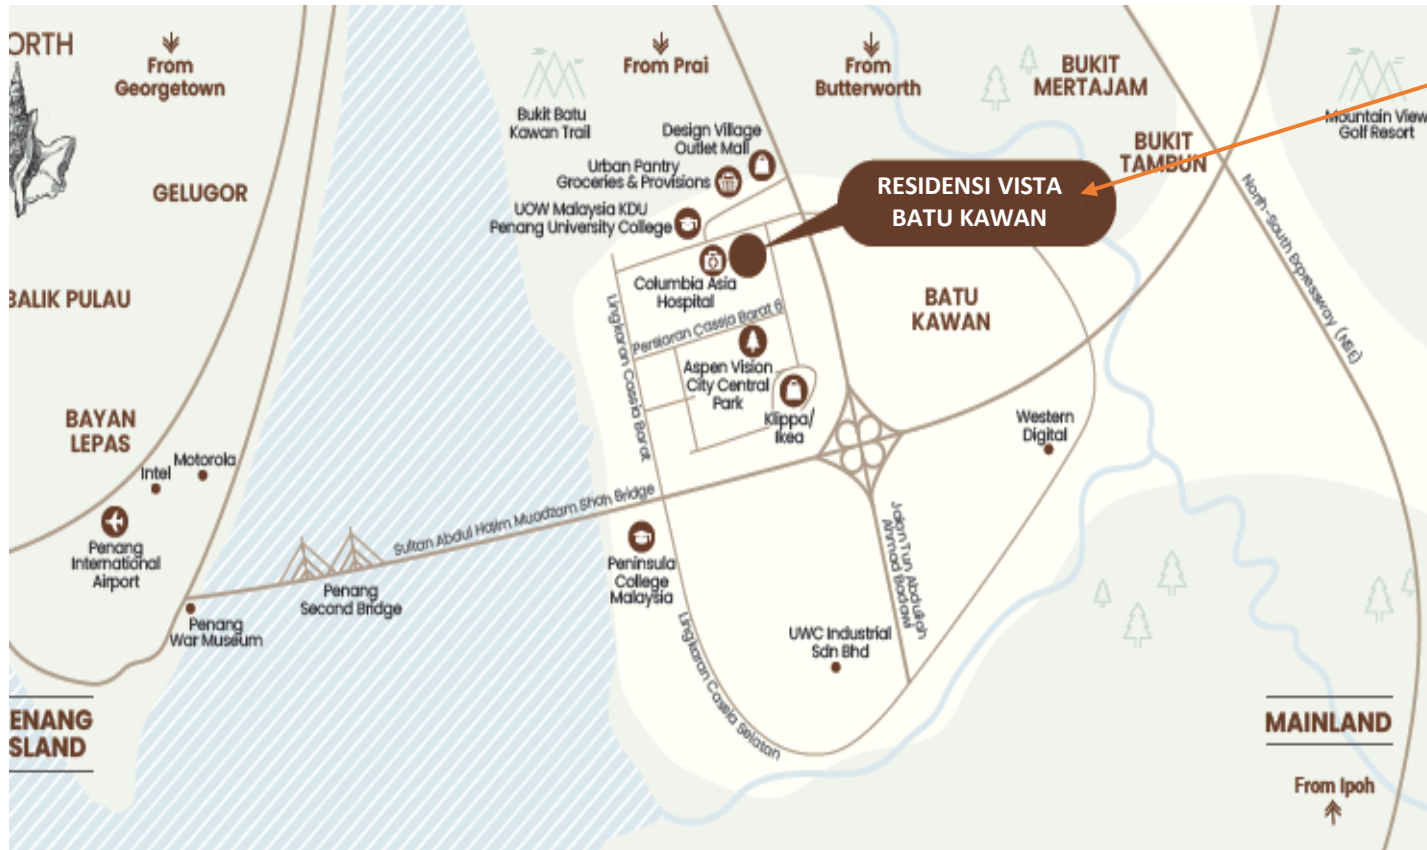 ORTH
From
Georgetown
From Prai
From
Butterworth
BUKIT
MERTAJAM
Bukit Batu
Kawan Trail
Design Village
Outlet Mall
Mountain View
Golf Resort
BUKIT
TAMBUN
Urban Pantry
Groceries & Provisions
GELUGOR
RESIDENSI VISTA
BATU KAWAN
UOW Malaysia KDU
Penang University College
North-South Expressway (NSE)
Columbia Asia
Hospital
BALIK PULAU
BATU
KAWAN
Lingkaran Cassia Barat
Persiaran Cassia Barat 6
Aspen Vision
City Central
Park
Klippa/
Ikea
BAYAN
LEPAS
Western
Digital
Intel
Motorola
Sultan Abdul Halim Muadzam Shah Bridge
Jalan Tun Abdullah
Ahmad Badawi
Penang
International
Airport
Peninsula
College
Malaysia
Penang
Second Bridge
Penang
War Museum
UWC Industrial
Sdn Bhd
Lingkaran Cassia Selatan
ENANG
SLAND
MAINLAND
From Ipoh